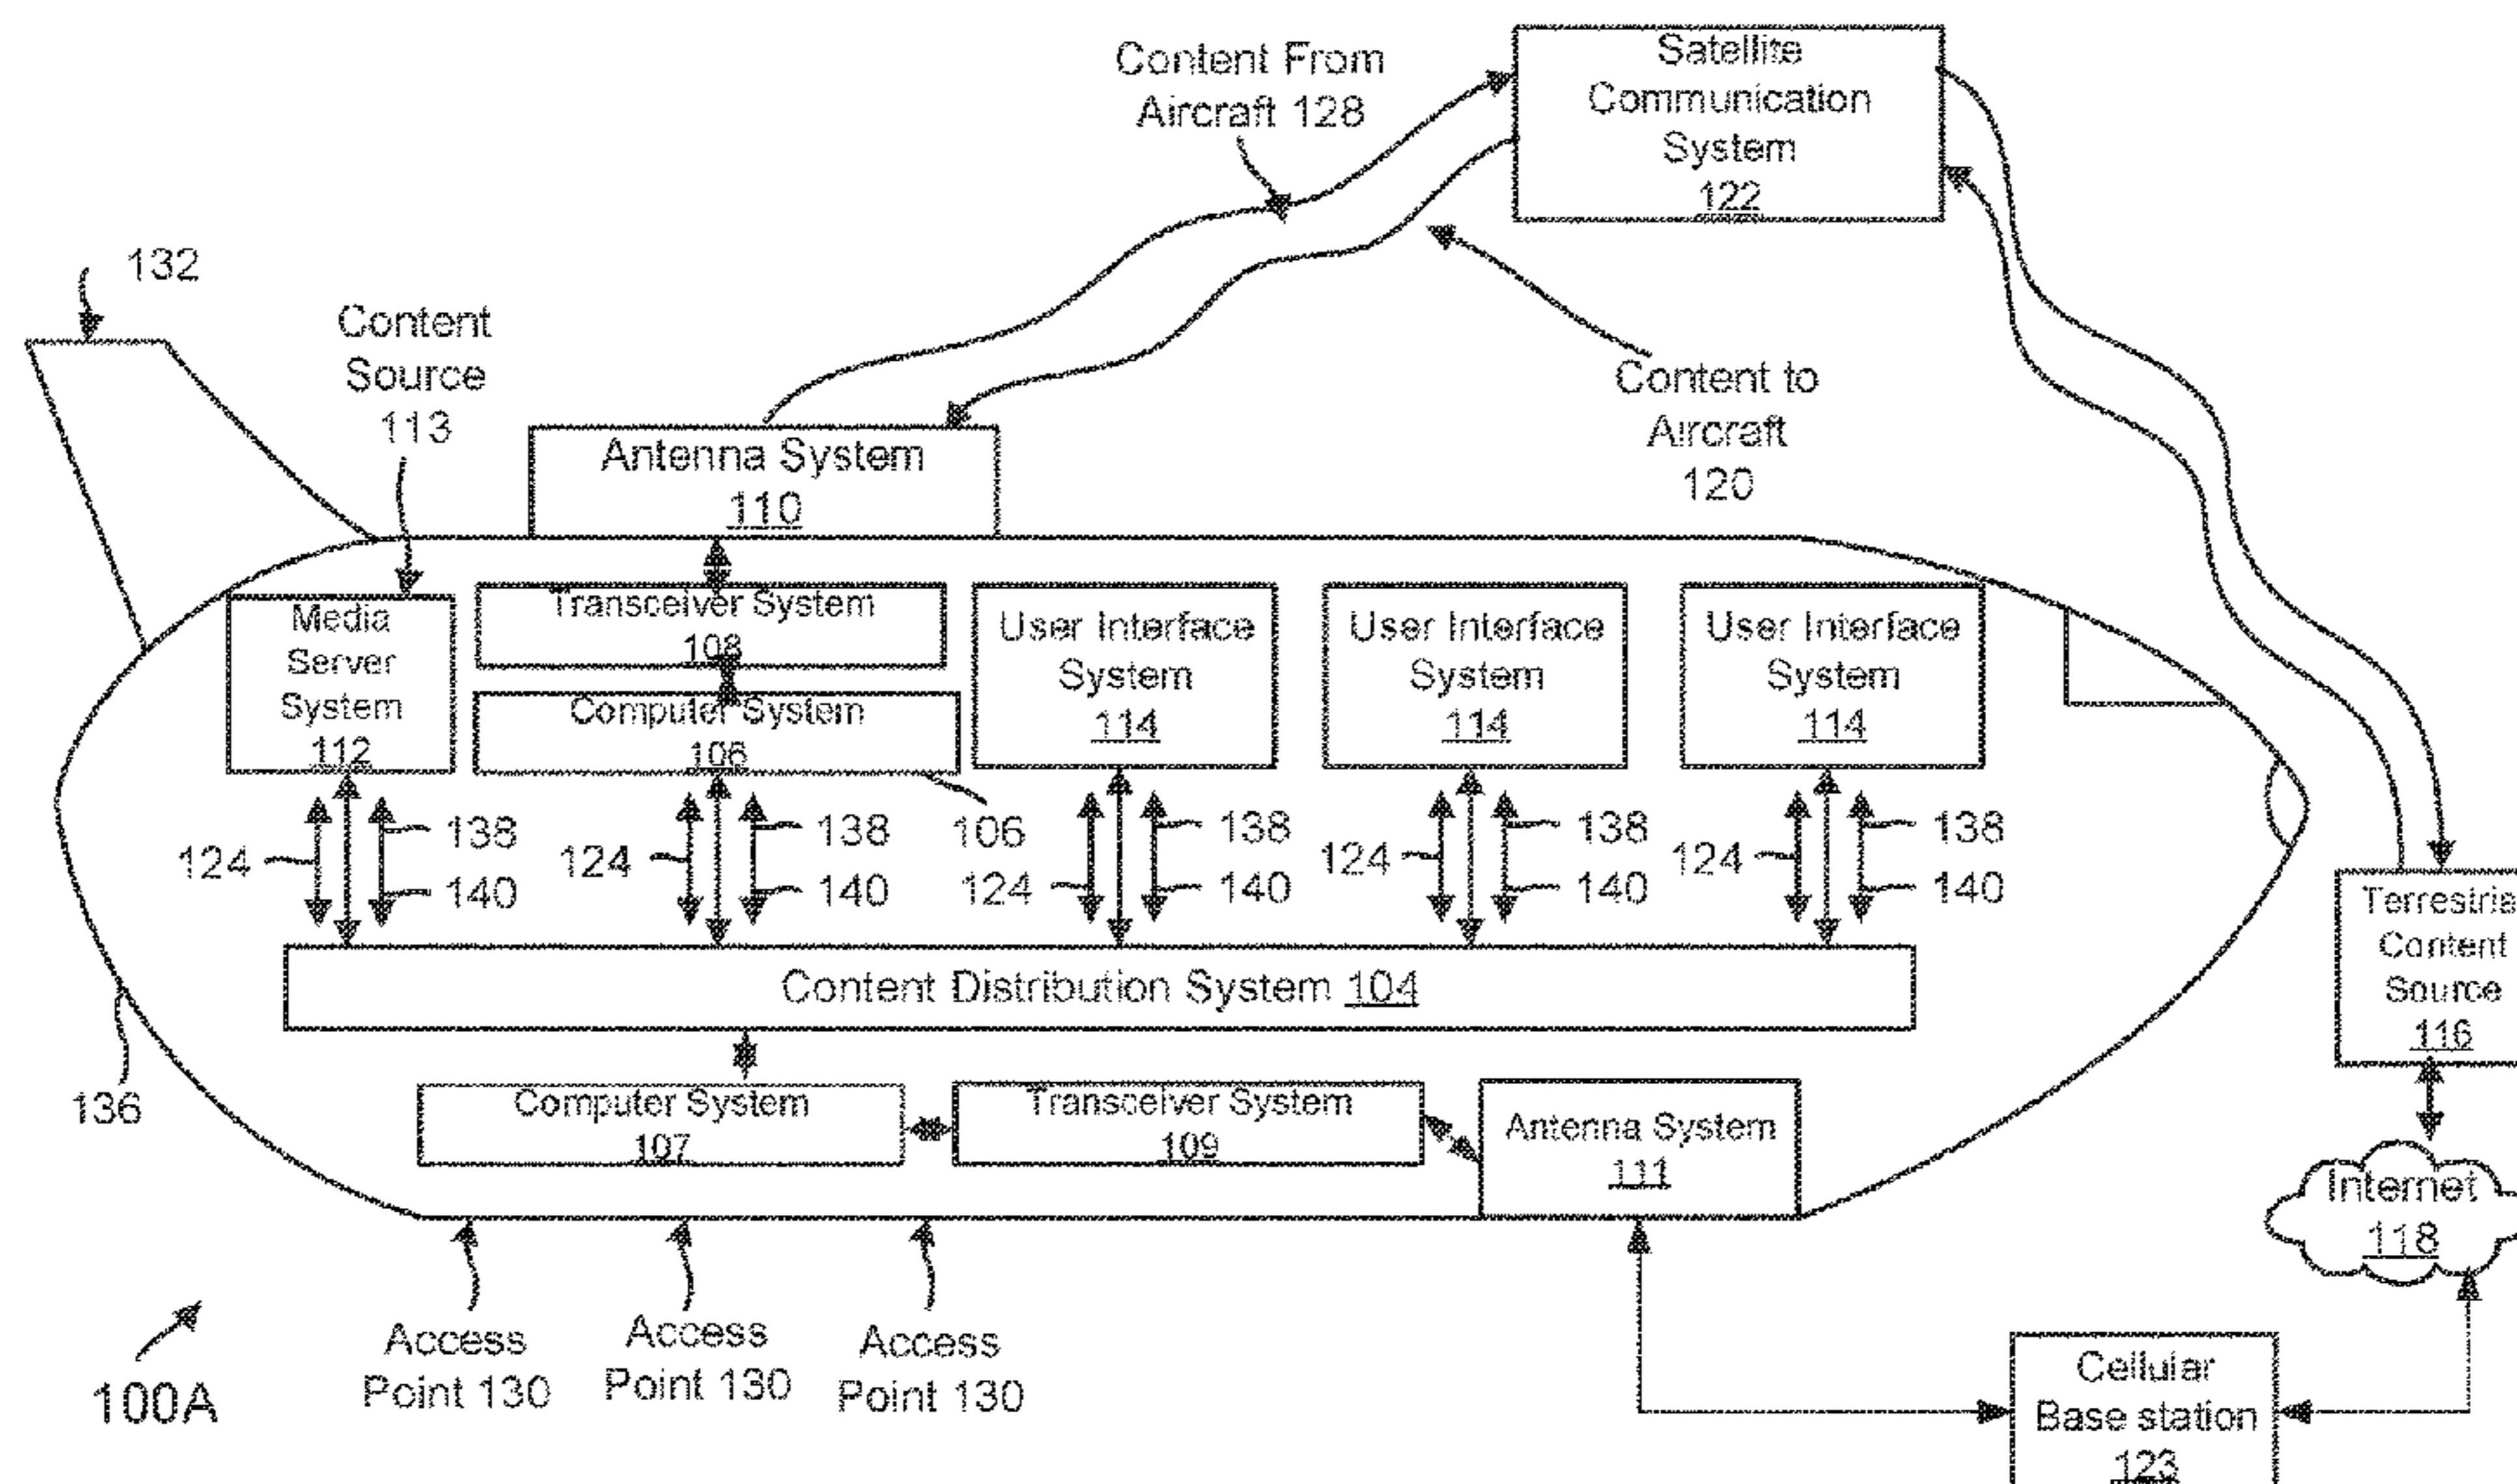 Content From
Aircraft 128
Satellite
Communication
System
122
132
Content
Source
113
Content to
Aircraft
120
Antenna System
110
Media
Server
System
112
Transceiver System
108
Computer System
106
User Interface
System
114
User Interface
System
114
User Interface
System
114
124
138
140
124
138
140
106
124
138
140
124
138
140
124
138
140
Content Distribution System 104
Terrestria
Content
Source
116
136
Computer System
107
Transceiver System
109
Antenna System
111
Internet
118
Access
Point 130
Access
Point 130
Access
Point 130
100A
Cellular
Base station
123